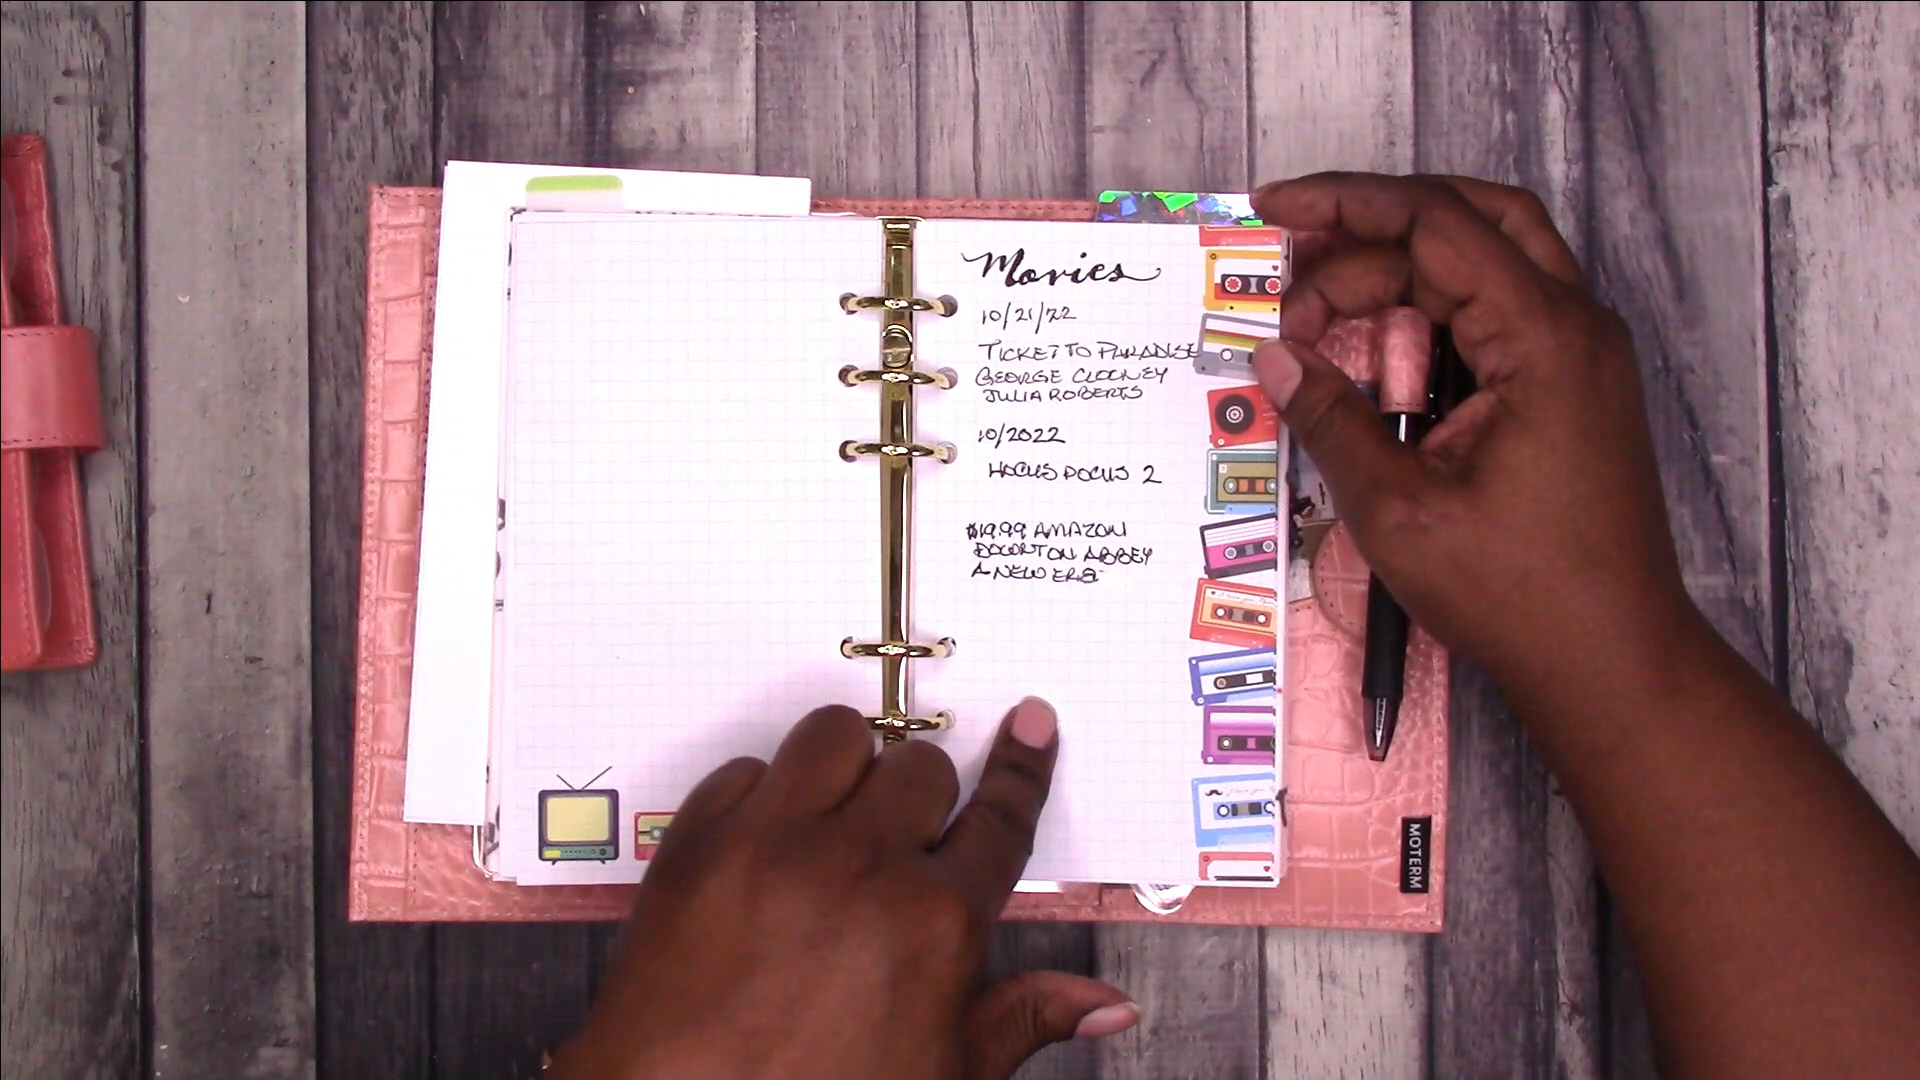 Movies
10/21/22
TICKET TO PARADISE
GEORGE CLOONEY
JULIA ROBERTS
10/2022
HOCUS POCUS 2
$19.99 AMAZON
DOWNTON ABBEY
A NEW ERA
MOTERM